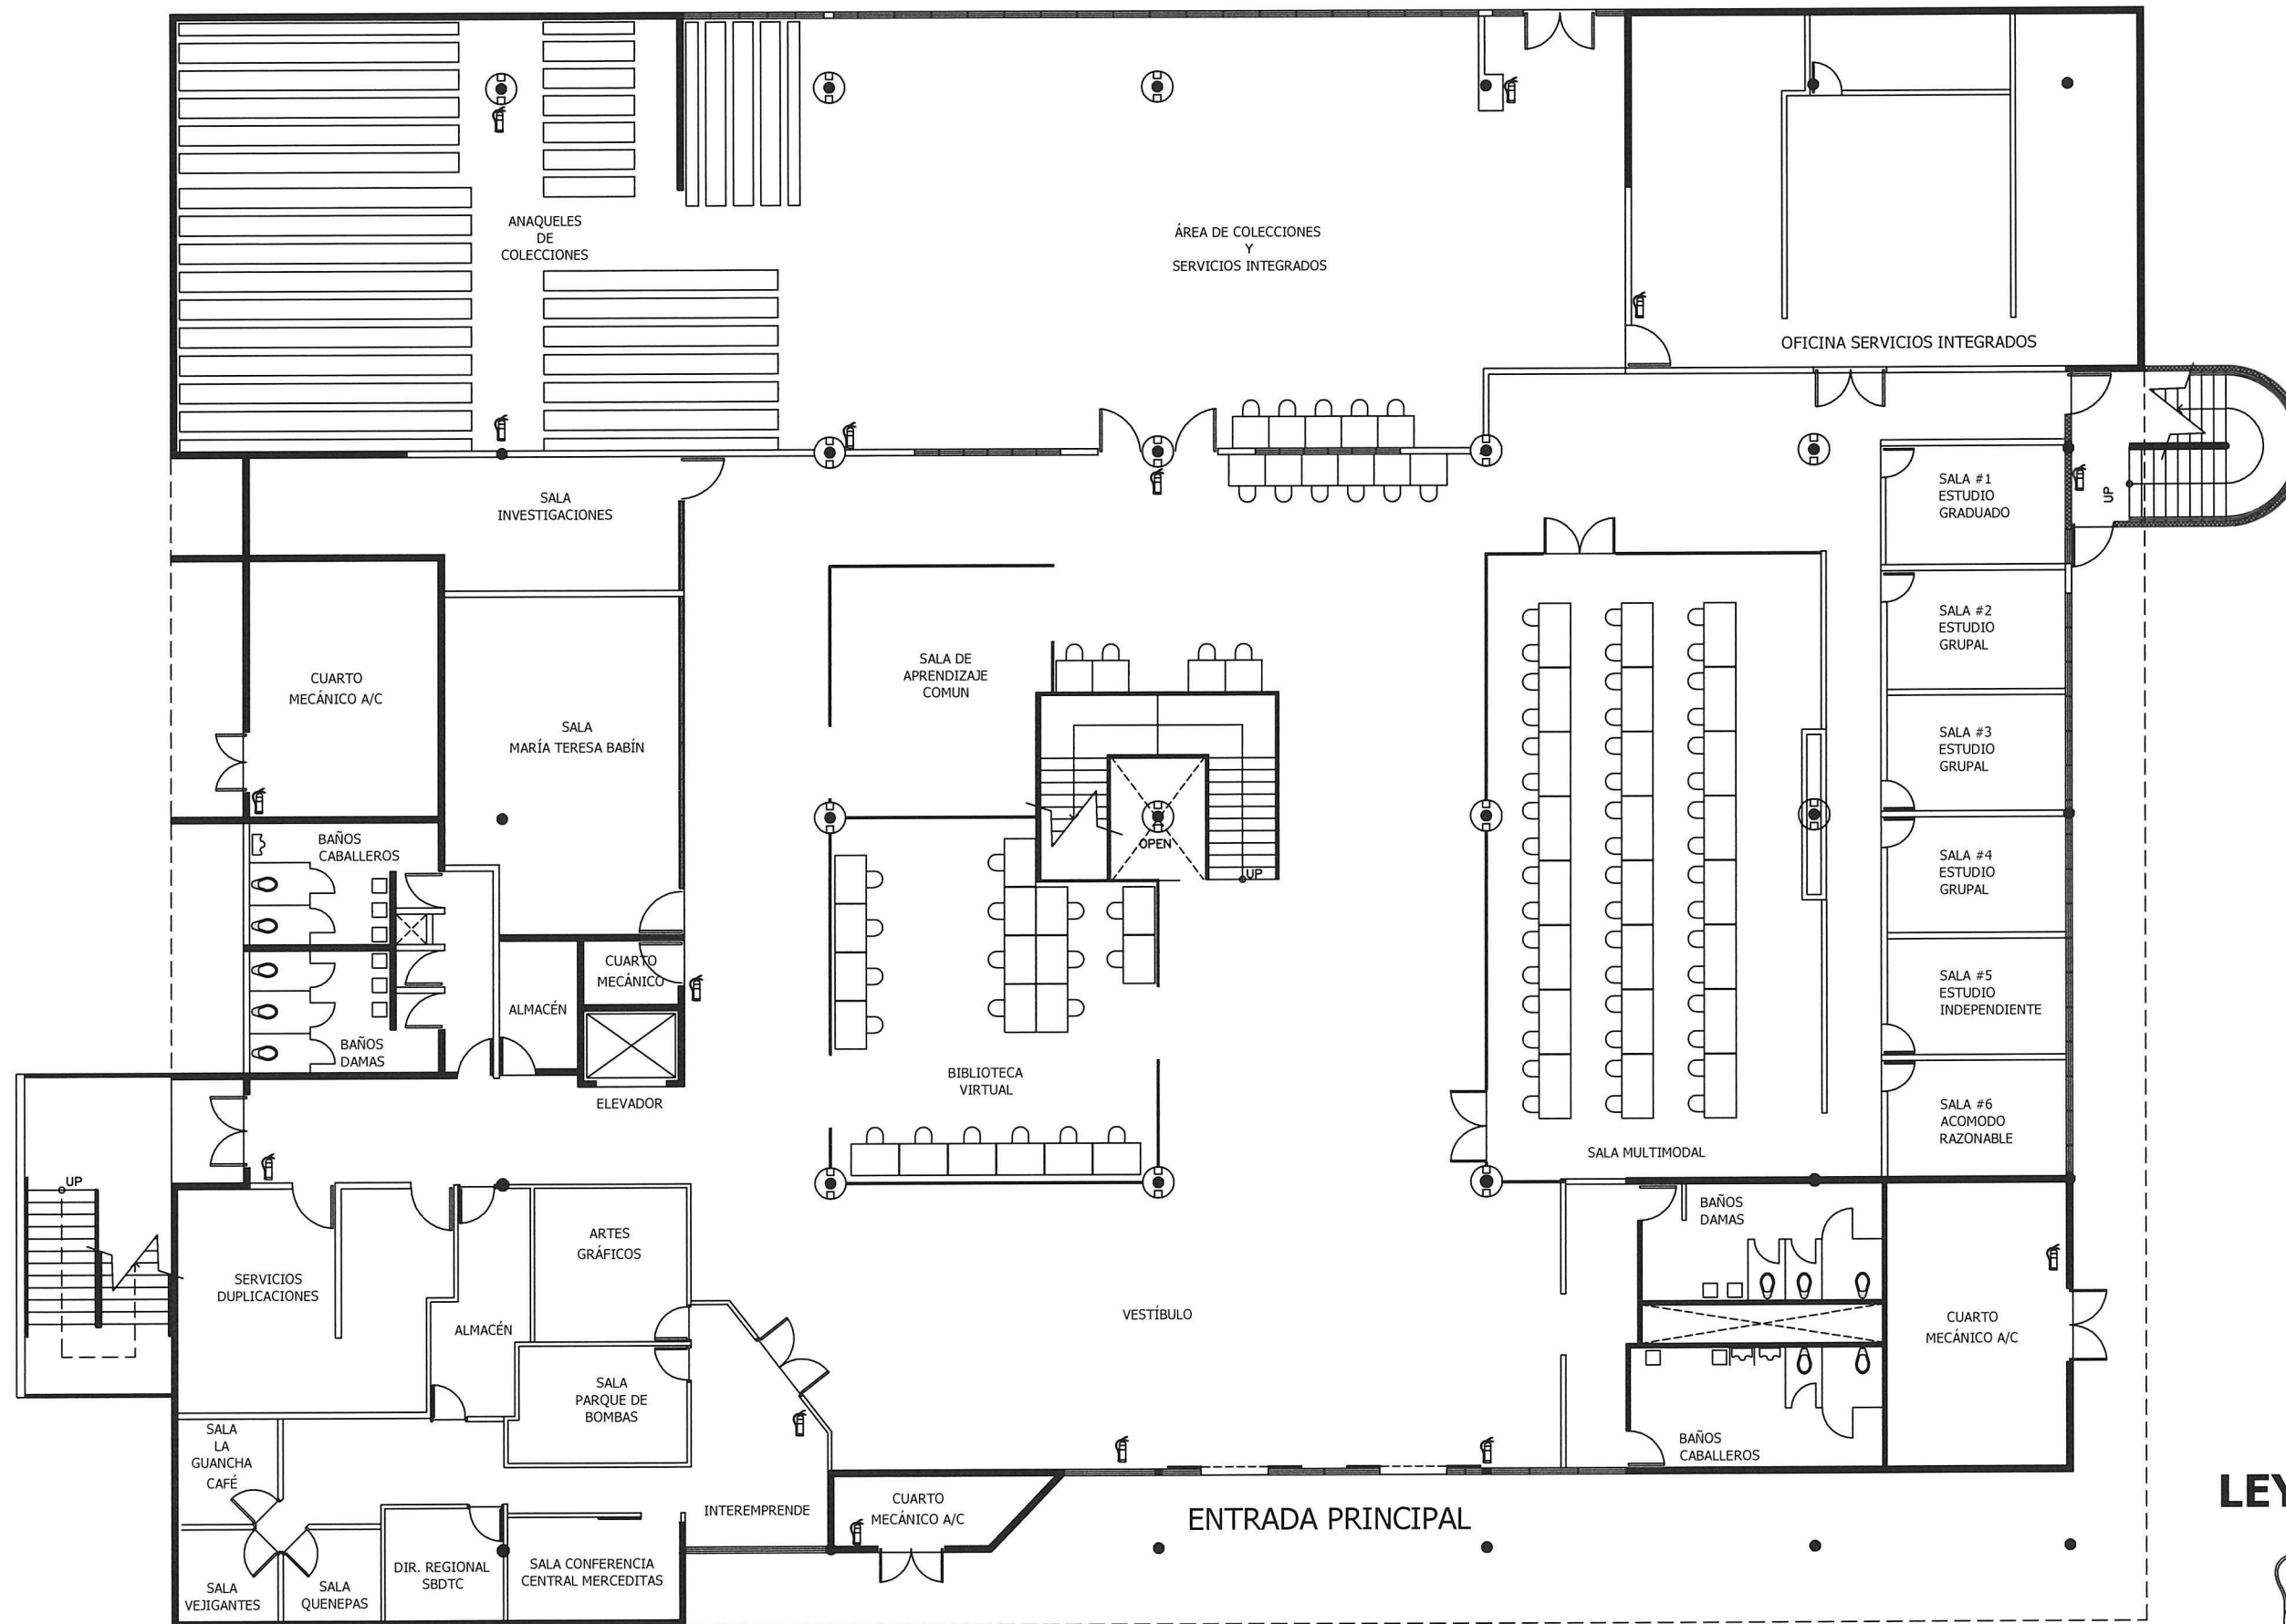 ANAQUELES
DE
COLECCIONES
ÁREA DE COLECCIONES
Y
SERVICIOS INTEGRADOS
OFICINA SERVICIOS INTEGRADOS
SALA
INVESTIGACIONES
SALA #1
ESTUDIO
GRADUADO
UP
SALA #2
ESTUDIO
GRUPAL
CUARTO
MECÁNICO A/C
SALA
MARÍA TERESA BABÍN
SALA DE
APRENDIZAJE
COMUN
SALA #3
ESTUDIO
GRUPAL
BAÑOS
CABALLEROS
OPEN
UP
SALA #4
ESTUDIO
GRUPAL
CUARTO
MECÁNICO
ALMACÉN
SALA #5
ESTUDIO
INDEPENDIENTE
BAÑOS
DAMAS
ELEVADOR
BIBLIOTECA
VIRTUAL
SALA #6
ACOMODO
RAZONABLE
SALA MULTIMODAL
UP
SERVICIOS
DUPLICACIONES
ARTES
GRÁFICOS
ALMACÉN
VESTÍBULO
BAÑOS
DAMAS
CUARTO
MECÁNICO A/C
SALA
PARQUE DE
BOMBAS
BAÑOS
CABALLEROS
SALA
LA
GUANCHA
CAFÉ
INTEREMPRENDE
CUARTO
MECÁNICO A/C
ENTRADA PRINCIPAL
LEY
DIR. REGIONAL
SBDTC
SALA CONFERENCIA
CENTRAL MERCEDITAS
SALA
VEJIGANTES
SALA
QUENEPAS